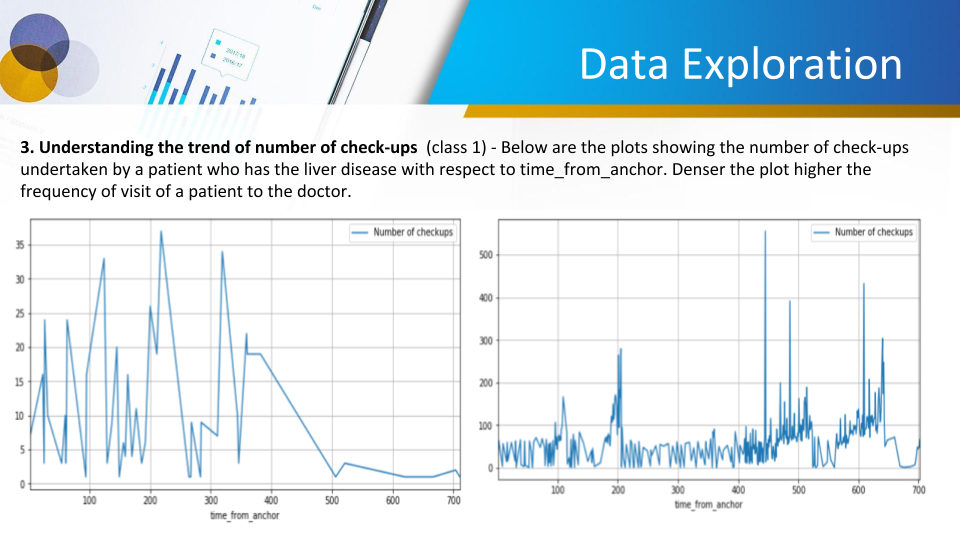 2017/18
2016/17
Data Exploration
3. Understanding the trend of number of check-ups (class 1) - Below are the plots showing the number of check-ups
undertaken by a patient who has the liver disease with respect to time_from_anchor. Denser the plot higher the
frequency of visit of a patient to the doctor.
Number of checkups
35
30
25
20
15
10
5
0
100 200 300 400 500 600 700
time_from_anchor
Number of checkups
500
400
300
200
100
0
100 200 300 400 500 600 700
time_from_anchor